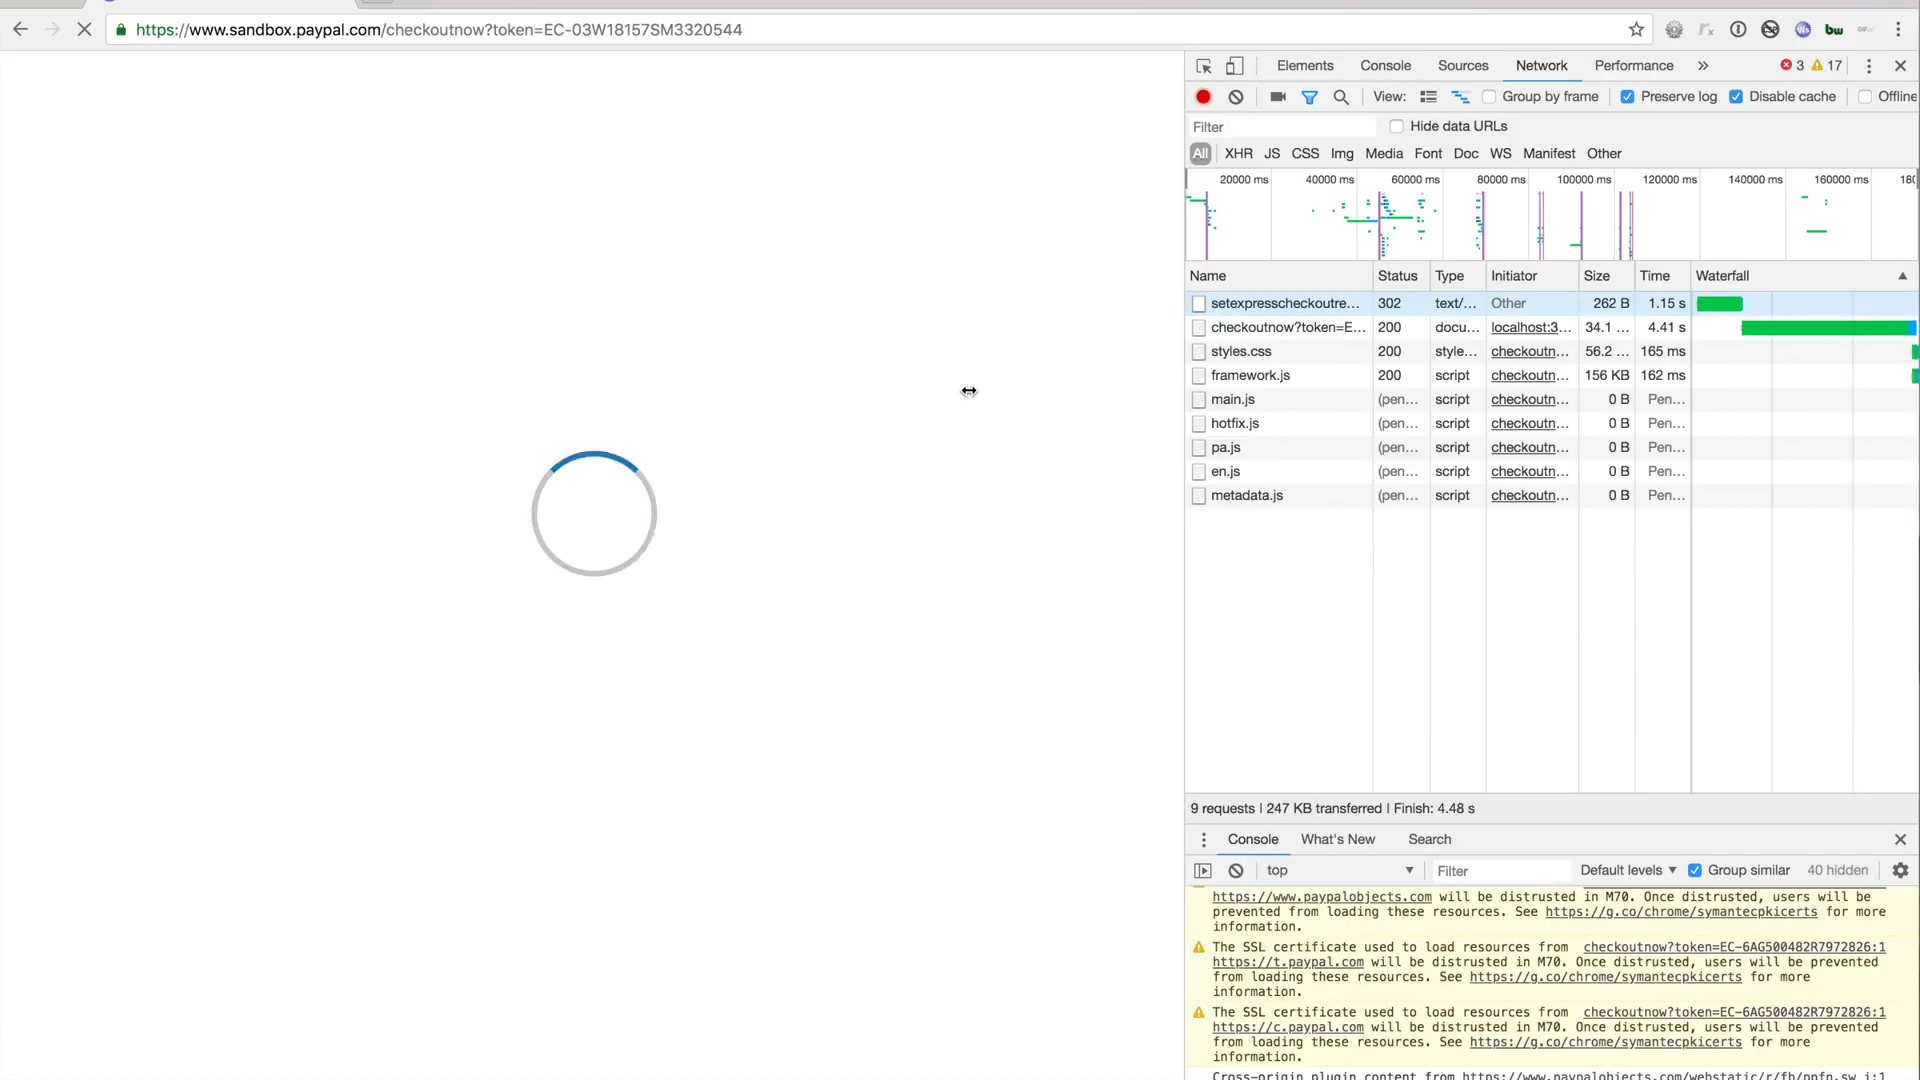 https://www.sandbox.paypal.com/checkoutnow?token=EC-03W18157SM3320544
bw
Elements Console Sources Network Performance » 3 17
View: Group by frame Preserve log Disable cache Offline
Filter Hide data URLs
All XHR JS CSS Img Media Font Doc WS Manifest Other
20000 ms 40000 ms 60000 ms 80000 ms 100000 ms 120000 ms 140000 ms 160000 ms 180
Name Status Type Initiator Size Time Waterfall
setexpresscheckoutre... 302 text/... Other 262 B 1.15 s
checkoutnow?token=E... 200 docu... localhost:3... 34.1 ... 4.41 s
styles.css 200 style... checkoutn... 56.2 ... 165 ms
framework.js 200 script checkoutn... 156 KB 162 ms
main.js (pen... script checkoutn... 0 B Pen...
hotfix.js (pen... script checkoutn... 0 B Pen...
pa.js (pen... script checkoutn... 0 B Pen...
en.js (pen... script checkoutn... 0 B Pen...
metadata.js (pen... script checkoutn... 0 B Pen...
9 requests | 247 KB transferred | Finish: 4.48 s
Console What's New Search
top Filter Default levels Group similar 40 hidden
https://www.paypalobjects.com will be distrusted in M70. Once distrusted, users will be
prevented from loading these resources. See https://g.co/chrome/symantecpkicerts for more
information.
The SSL certificate used to load resources from checkoutnow?token=EC-6AG500482R7972826:1
https://t.paypal.com will be distrusted in M70. Once distrusted, users will be prevented
from loading these resources. See https://g.co/chrome/symantecpkicerts for more
information.
The SSL certificate used to load resources from checkoutnow?token=EC-6AG500482R7972826:1
https://c.paypal.com will be distrusted in M70. Once distrusted, users will be prevented
from loading these resources. See https://g.co/chrome/symantecpkicerts for more
information.
Cross-origin plugin content from https://www.paypalobjects.com/webstatic/r/fb/